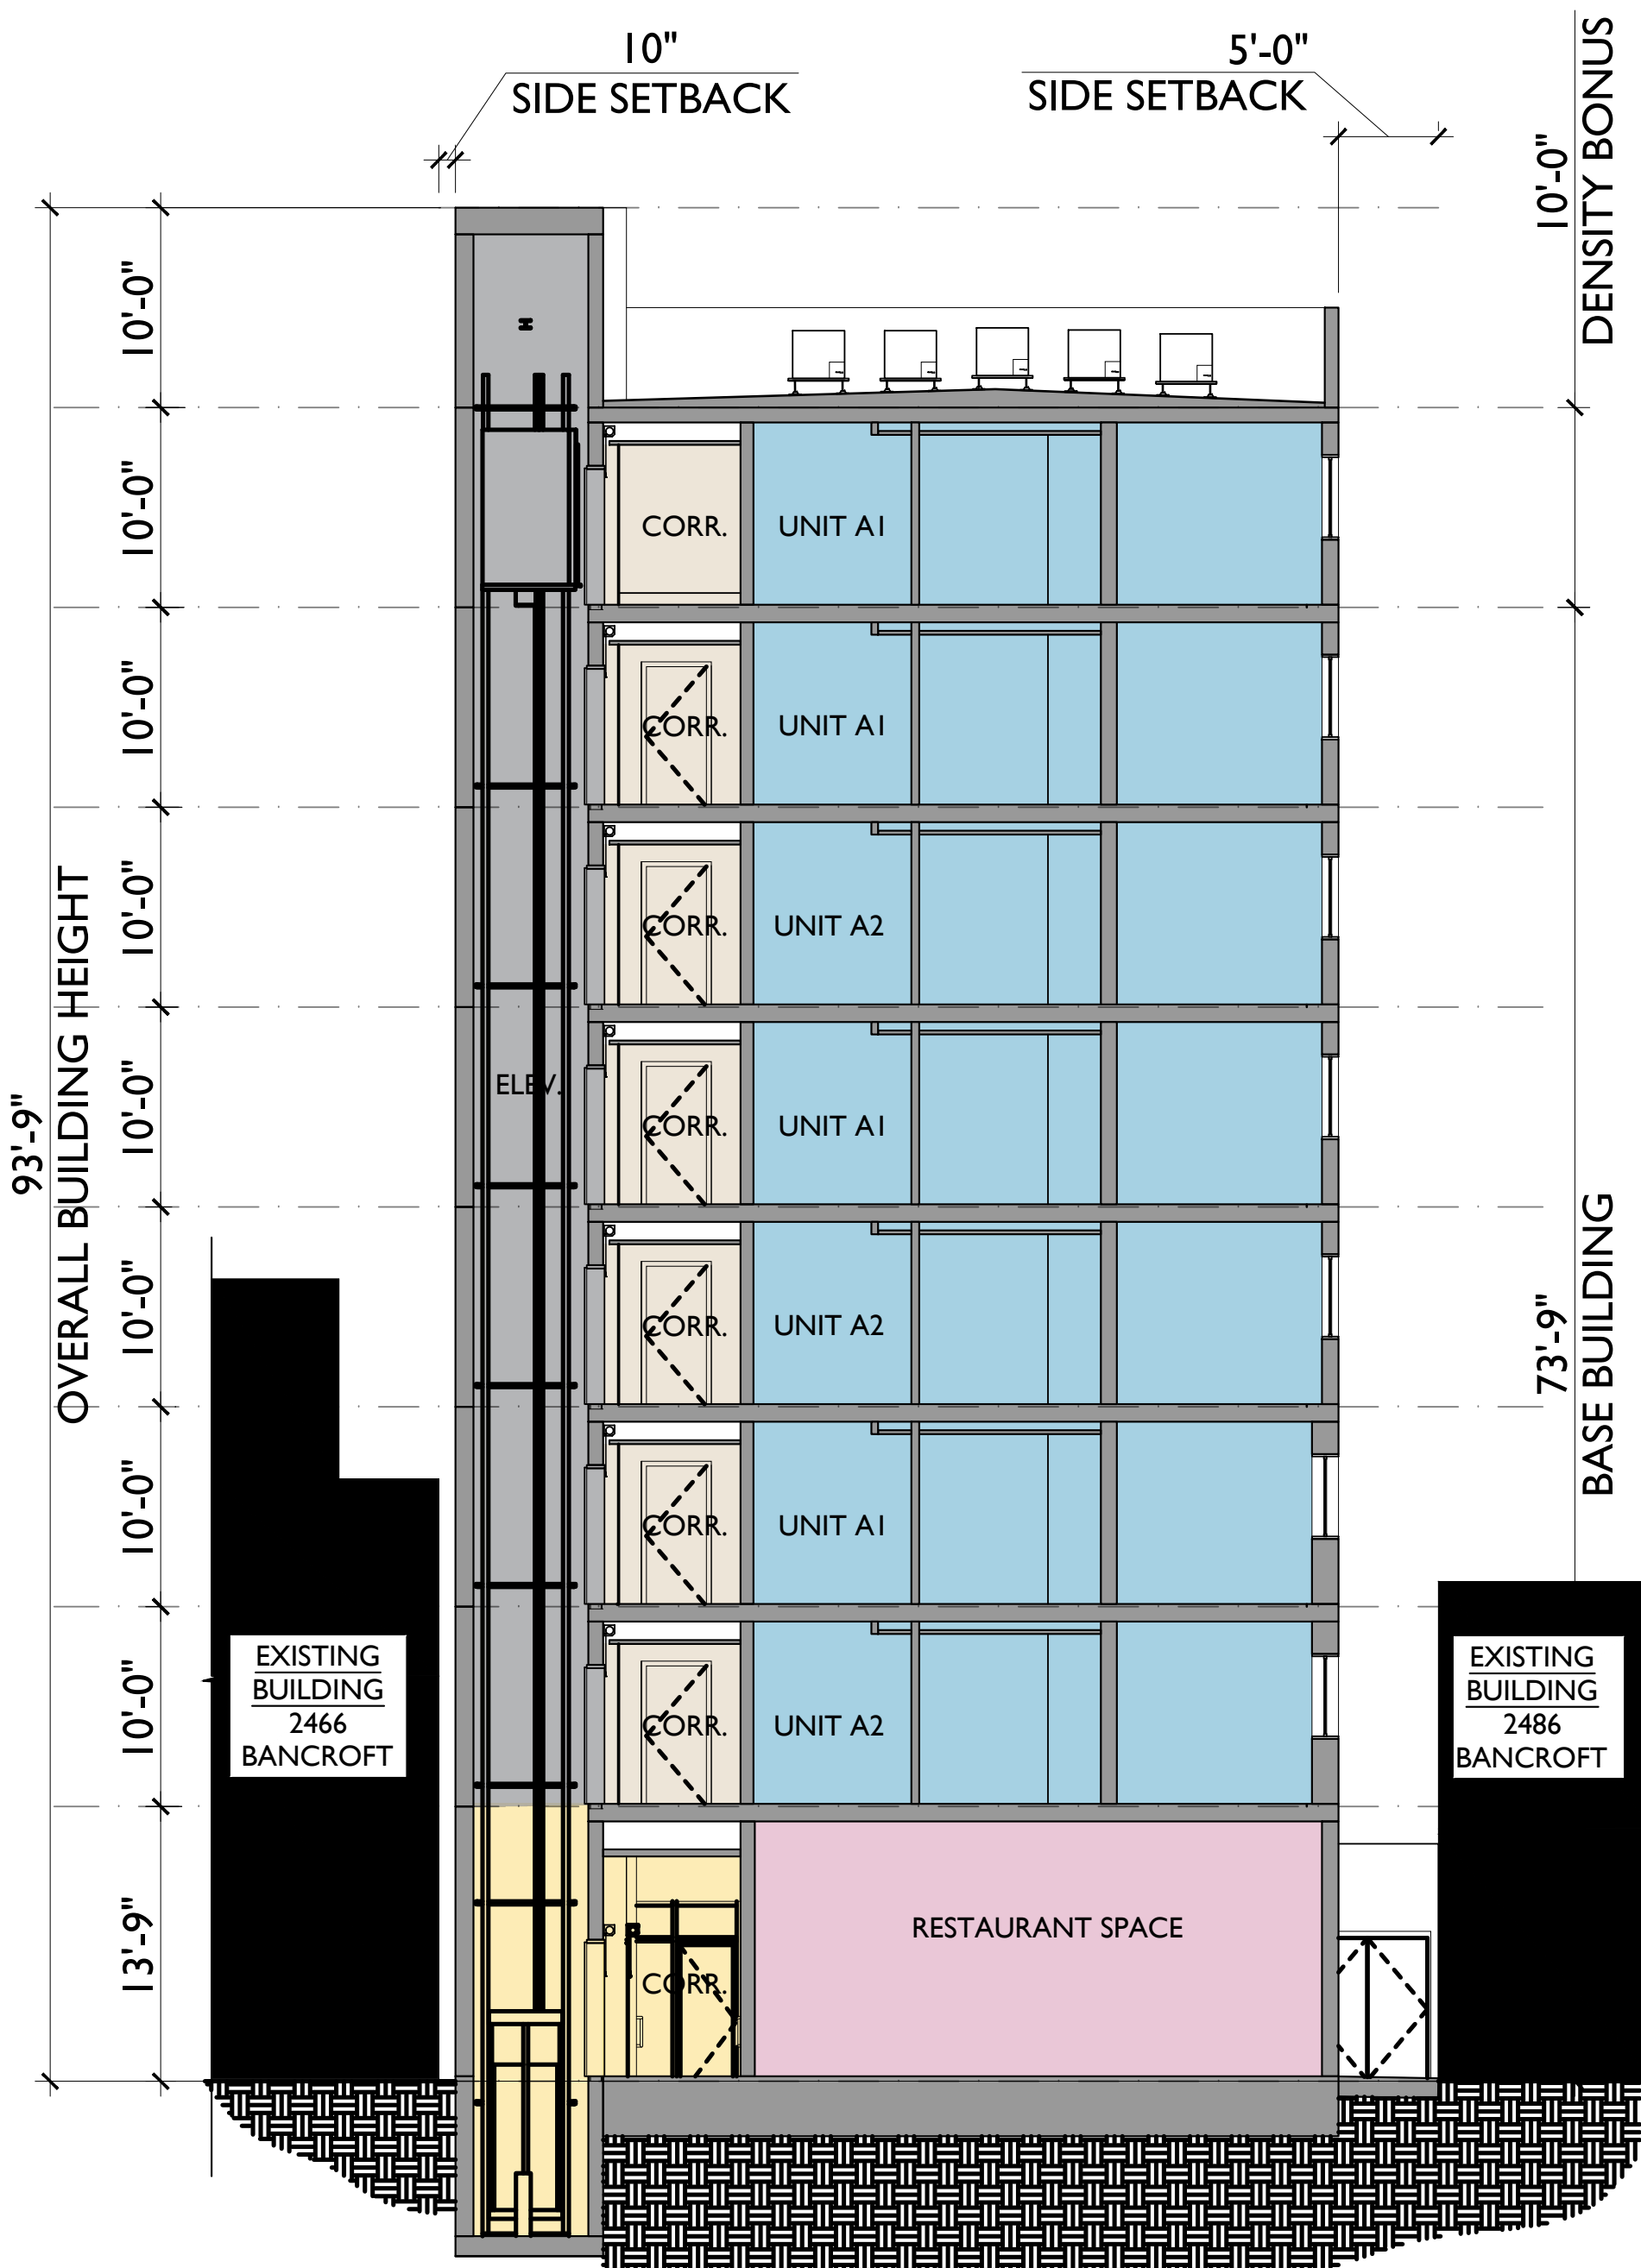 10"
SIDE SETBACK
5'-0"
SIDE SETBACK
10'-0"
DENSITY BONUS
73'-9"
BASE BUILDING
93'-9"
OVERALL BUILDING HEIGHT
10'-0"
10'-0"
10'-0"
10'-0"
10'-0"
10'-0"
10'-0"
10'-0"
13'-9"
ELEV.
CORR. UNIT A1
CORR. UNIT A1
CORR. UNIT A2
CORR. UNIT A1
CORR. UNIT A2
CORR. UNIT A1
CORR. UNIT A2
CORR. RESTAURANT SPACE
EXISTING
BUILDING
2466
BANCROFT
EXISTING
BUILDING
2486
BANCROFT